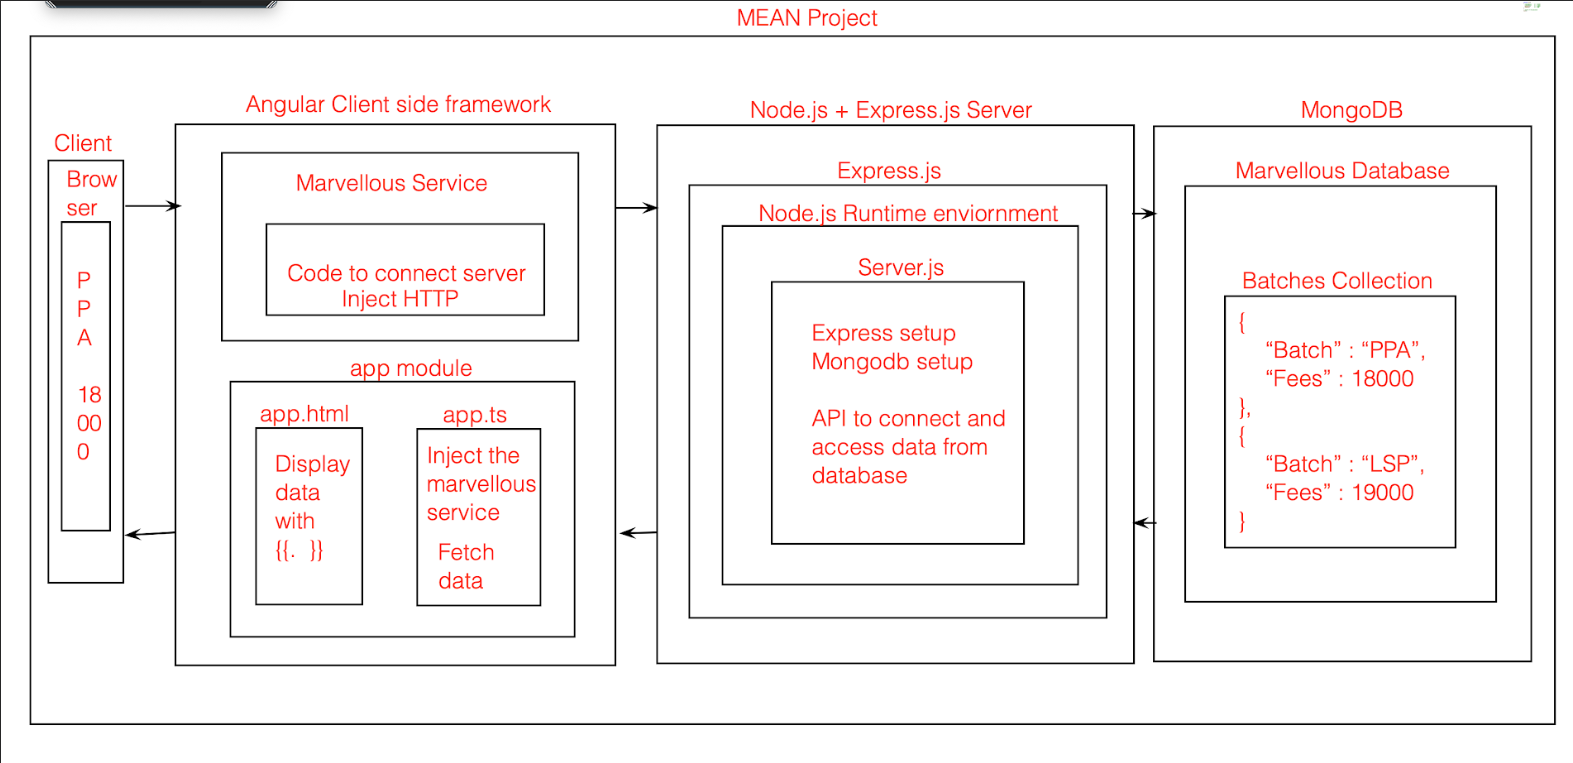 MEAN Project
Client
Brow
ser
P
P
A
18
00
0
Angular Client side framework
Marvellous Service
Code to connect server
Inject HTTP
app module
app.html
Display
data
with
{{.  }}
app.ts
Inject the
marvellous
service
Fetch
data
Node.js + Express.js Server
Express.js
Node.js Runtime enviornment
Server.js
Express setup
Mongodb setup
API to connect and
access data from
database
MongoDB
Marvellous Database
Batches Collection
{
“Batch” : “PPA”,
“Fees” : 18000
},
{
“Batch” : “LSP”,
“Fees” : 19000
}